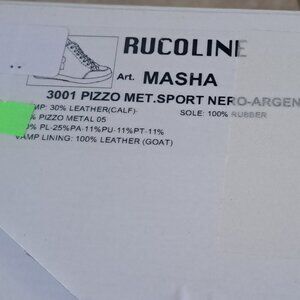 RUCOLINE
Art. MASHA
3001 PIZZO MET.SPORT NERO-ARGEN
30% LEATHER(CALF)- SOLE: 100% RUBBER
PIZZO METAL 05
PL-25%PA-11%PU-11%PT-11%
VAMP LINING: 100% LEATHER (GOAT)